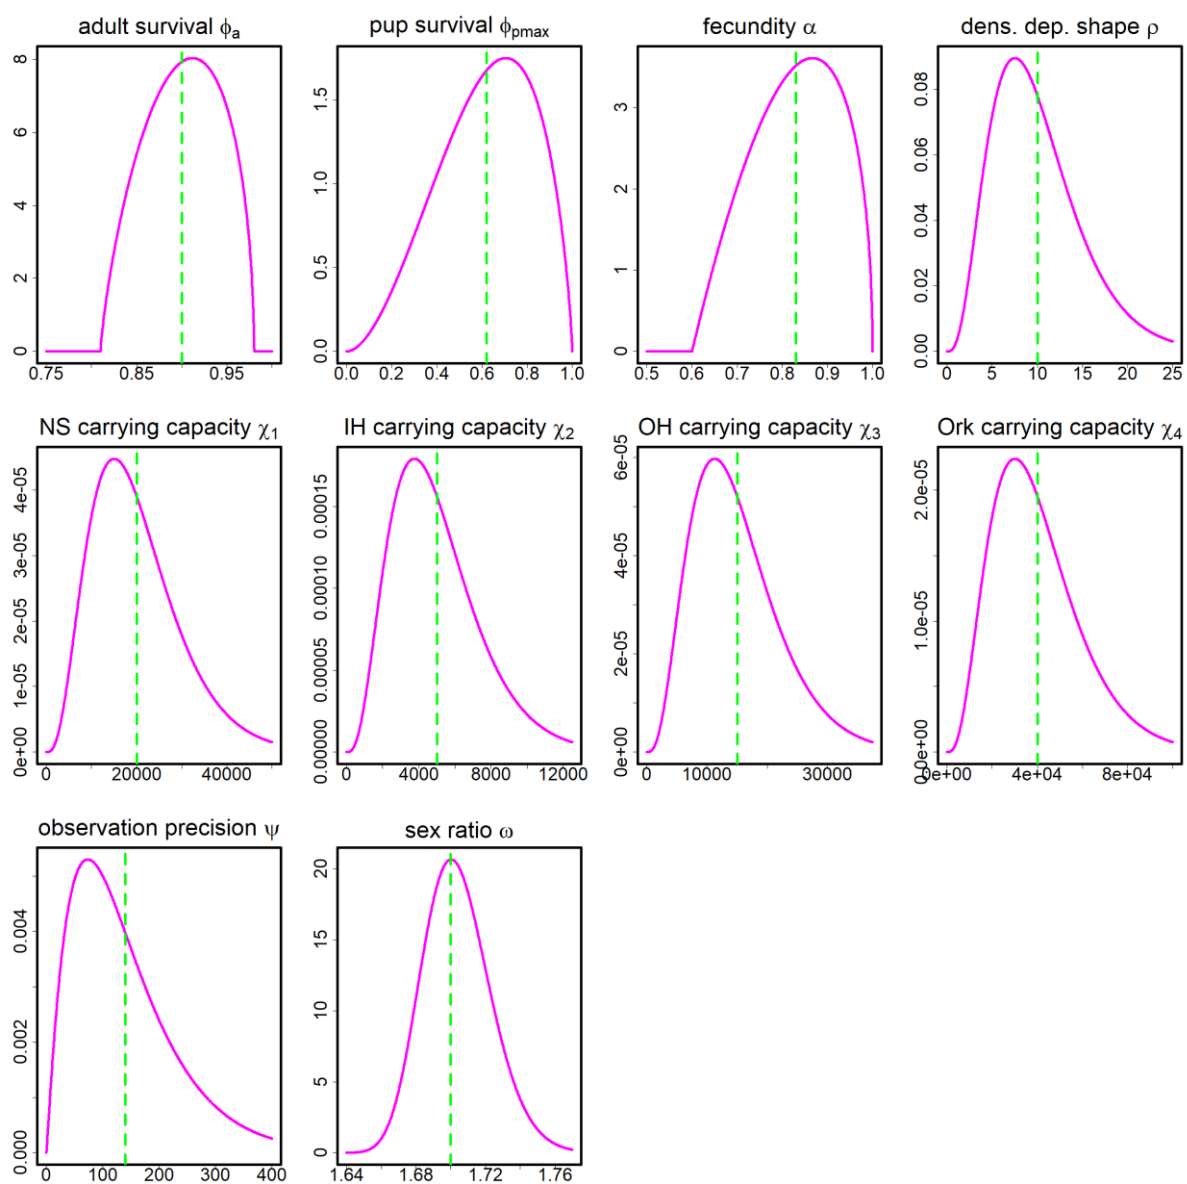 adult survival ϕa
pup survival ϕpmax
fecundity α
dens. dep. shape ρ
0 2 4 6 8
0.0 0.5 1.0 1.5
0 1 2 3
0.00 0.02 0.04 0.06 0.08
0.75 0.85 0.95
0.0 0.2 0.4 0.6 0.8 1.0
0.5 0.6 0.7 0.8 0.9 1.0
0 5 10 15 20 25
NS carrying capacity χ1
IH carrying capacity χ2
OH carrying capacity χ3
Ork carrying capacity χ4
0e+00 1e-05 2e-05 3e-05 4e-05
0.00000 0.00005 0.00010 0.00015
0e+00 2e-05 4e-05 6e-05
0.0e+00 1.0e-05 2.0e-05
0 20000 40000
0 4000 8000 12000
0 10000 30000
0e+00 4e+04 8e+04
observation precision ψ
sex ratio ω
0.000 0.002 0.004
0 5 10 15 20
0 100 200 300 400
1.64 1.68 1.72 1.76